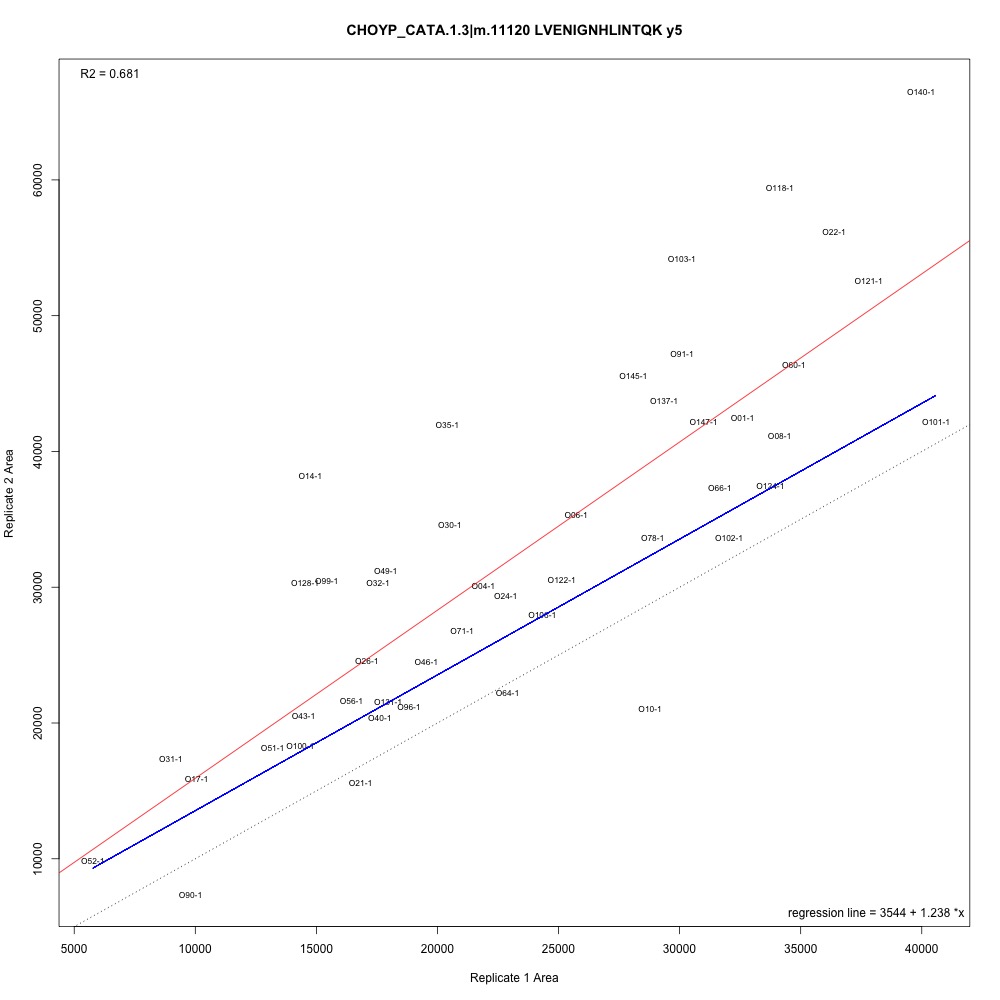 CHOYP_CATA.1.3|m.11120 LVENIGNHLINTQK y5
R2 = 0.681
O140-1
O118-1
O22-1
O103-1
O121-1
O91-1
O60-1
O145-1
O137-1
O01-1
O147-1
O35-1
O101-1
O08-1
O14-1
O66-1
O124-1
O06-1
O30-1
O78-1
O102-1
O49-1
O122-1
O128-1
O99-1
O32-1
O04-1
O24-1
O71-1
O26-1
O46-1
O64-1
O56-1
O131-1
O96-1
O10-1
O43-1
O40-1
O51-1
O100-1
O31-1
O17-1
O21-1
O52-1
O90-1
regression line = 3544 + 1.238 *x
10000
20000
30000
40000
50000
60000
Replicate 2 Area
5000 10000 15000 20000 25000 30000 35000 40000
Replicate 1 Area